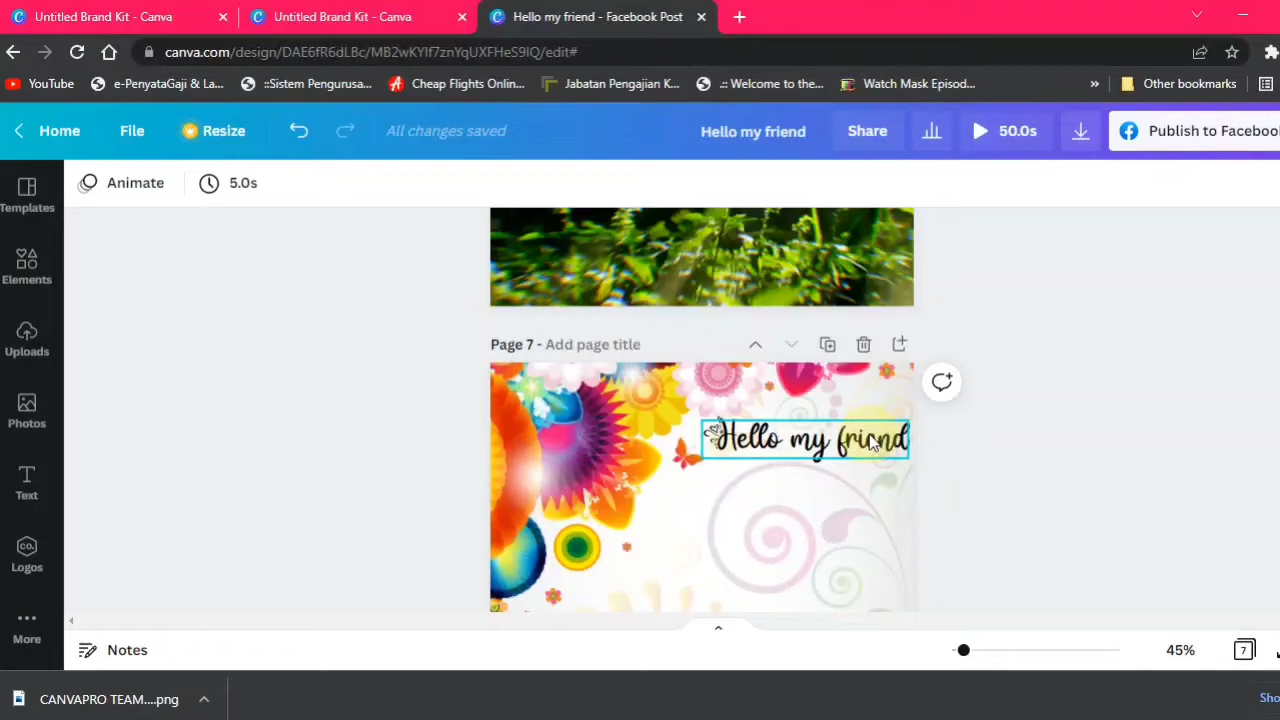 Untitled Brand Kit - Canva
Untitled Brand Kit - Canva
Hello my friend - Facebook Post
canva.com/design/DAE6fR6dLBc/MB2wKYlf7znYqUXFHeS9IQ/edit#
YouTube
e-PenyataGaji & La...
::Sistem Pengurusa...
Cheap Flights Onlin...
Jabatan Pengajian K...
.:: Welcome to the...
Watch Mask Episod...
»
Other bookmarks
Home
File
Resize
All changes saved
Hello my friend
Share
50.0s
Publish to Faceboo
Animate
5.0s
Templates
Elements
Uploads
Photos
Text
CO.
Logos
More
Page 7 - Add page title
Hello my friend
Notes
45%
7
CANVAPRO TEAM....png
Sho